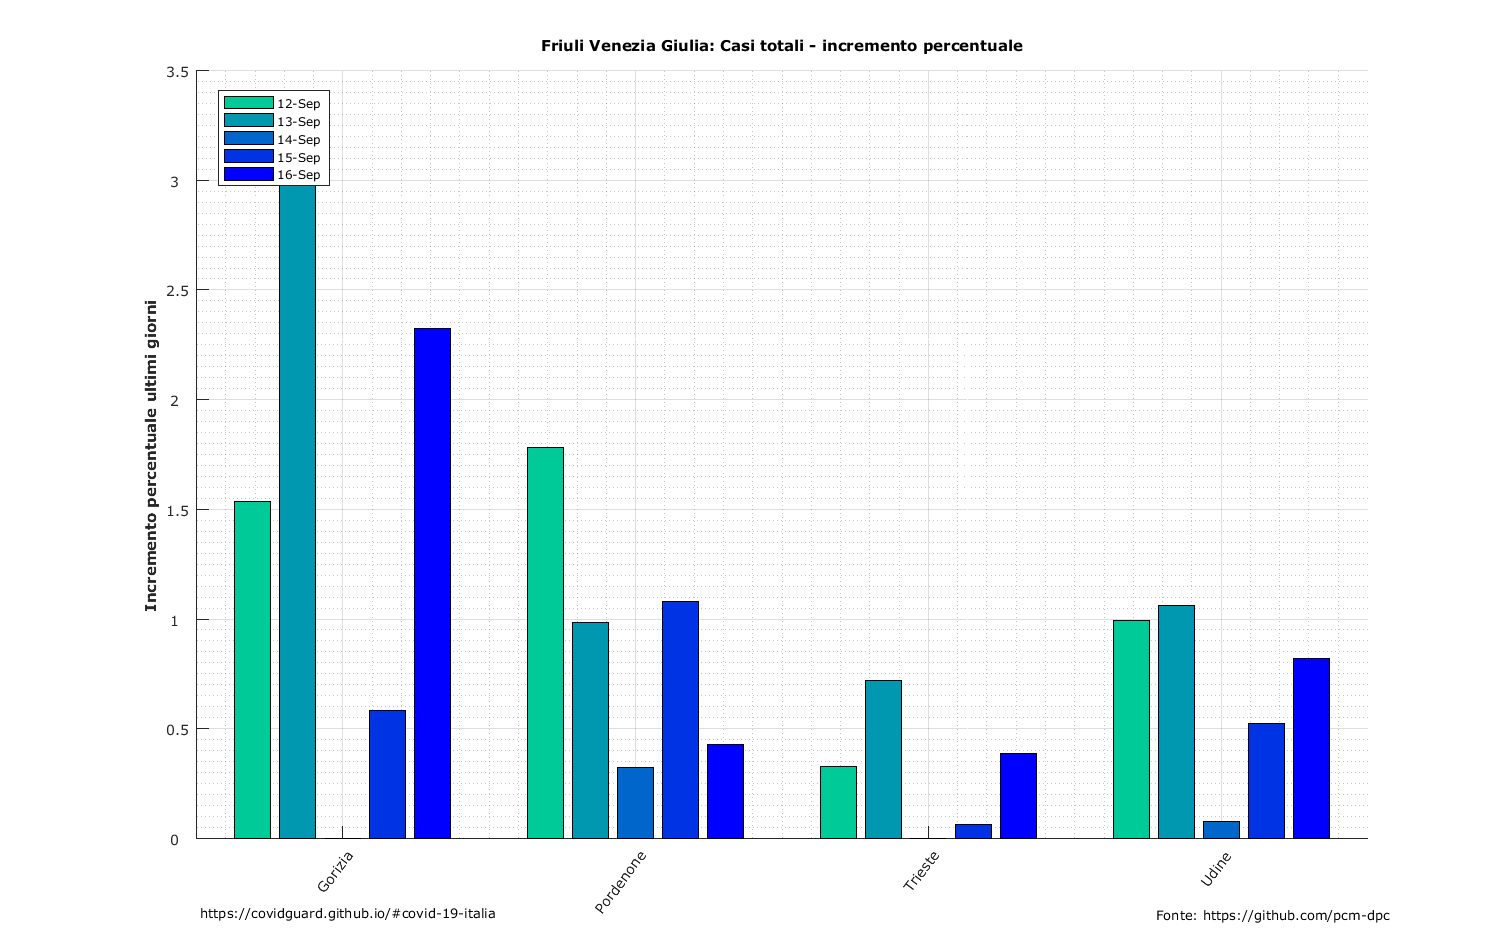 Friuli Venezia Giulia: Casi totali - incremento percentuale
3.5
3
2.5
2
1.5
1
0.5
0
Incremento percentuale ultimi giorni
12-Sep
13-Sep
14-Sep
15-Sep
16-Sep
Gorizia
Pordenone
Trieste
Udine
https://covidguard.github.io/#covid-19-italia
Fonte: https://github.com/pcm-dpc